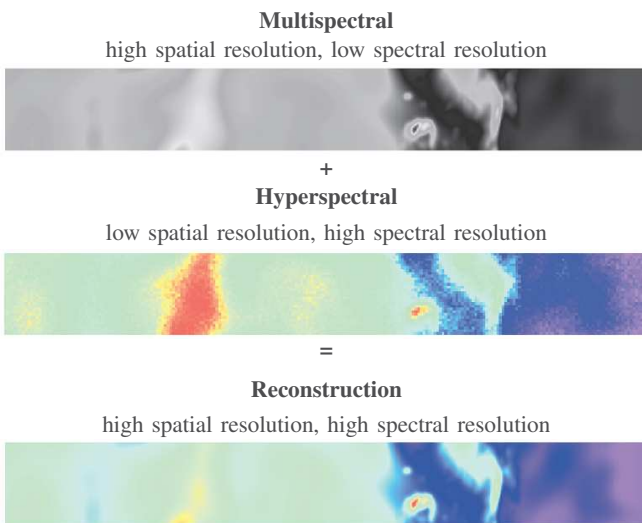 Multispectral
high spatial resolution, low spectral resolution
+
Hyperspectral
low spatial resolution, high spectral resolution
=
Reconstruction
high spatial resolution, high spectral resolution